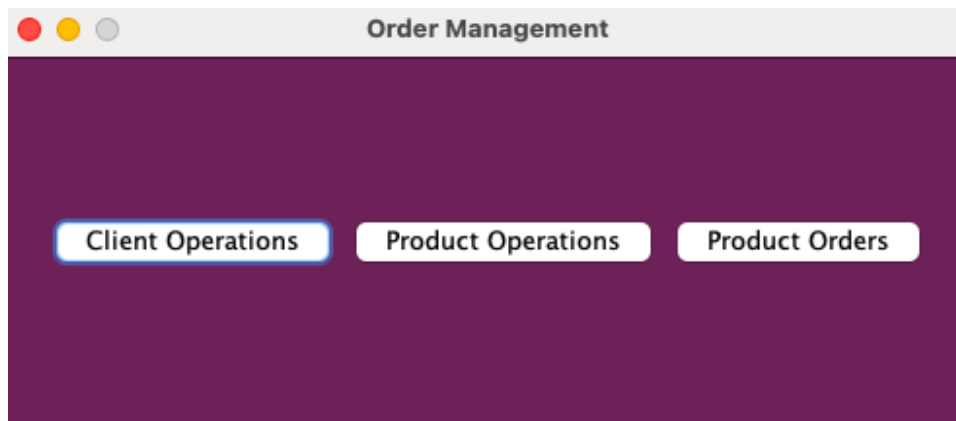 Order Management
Client Operations Product Operations Product Orders